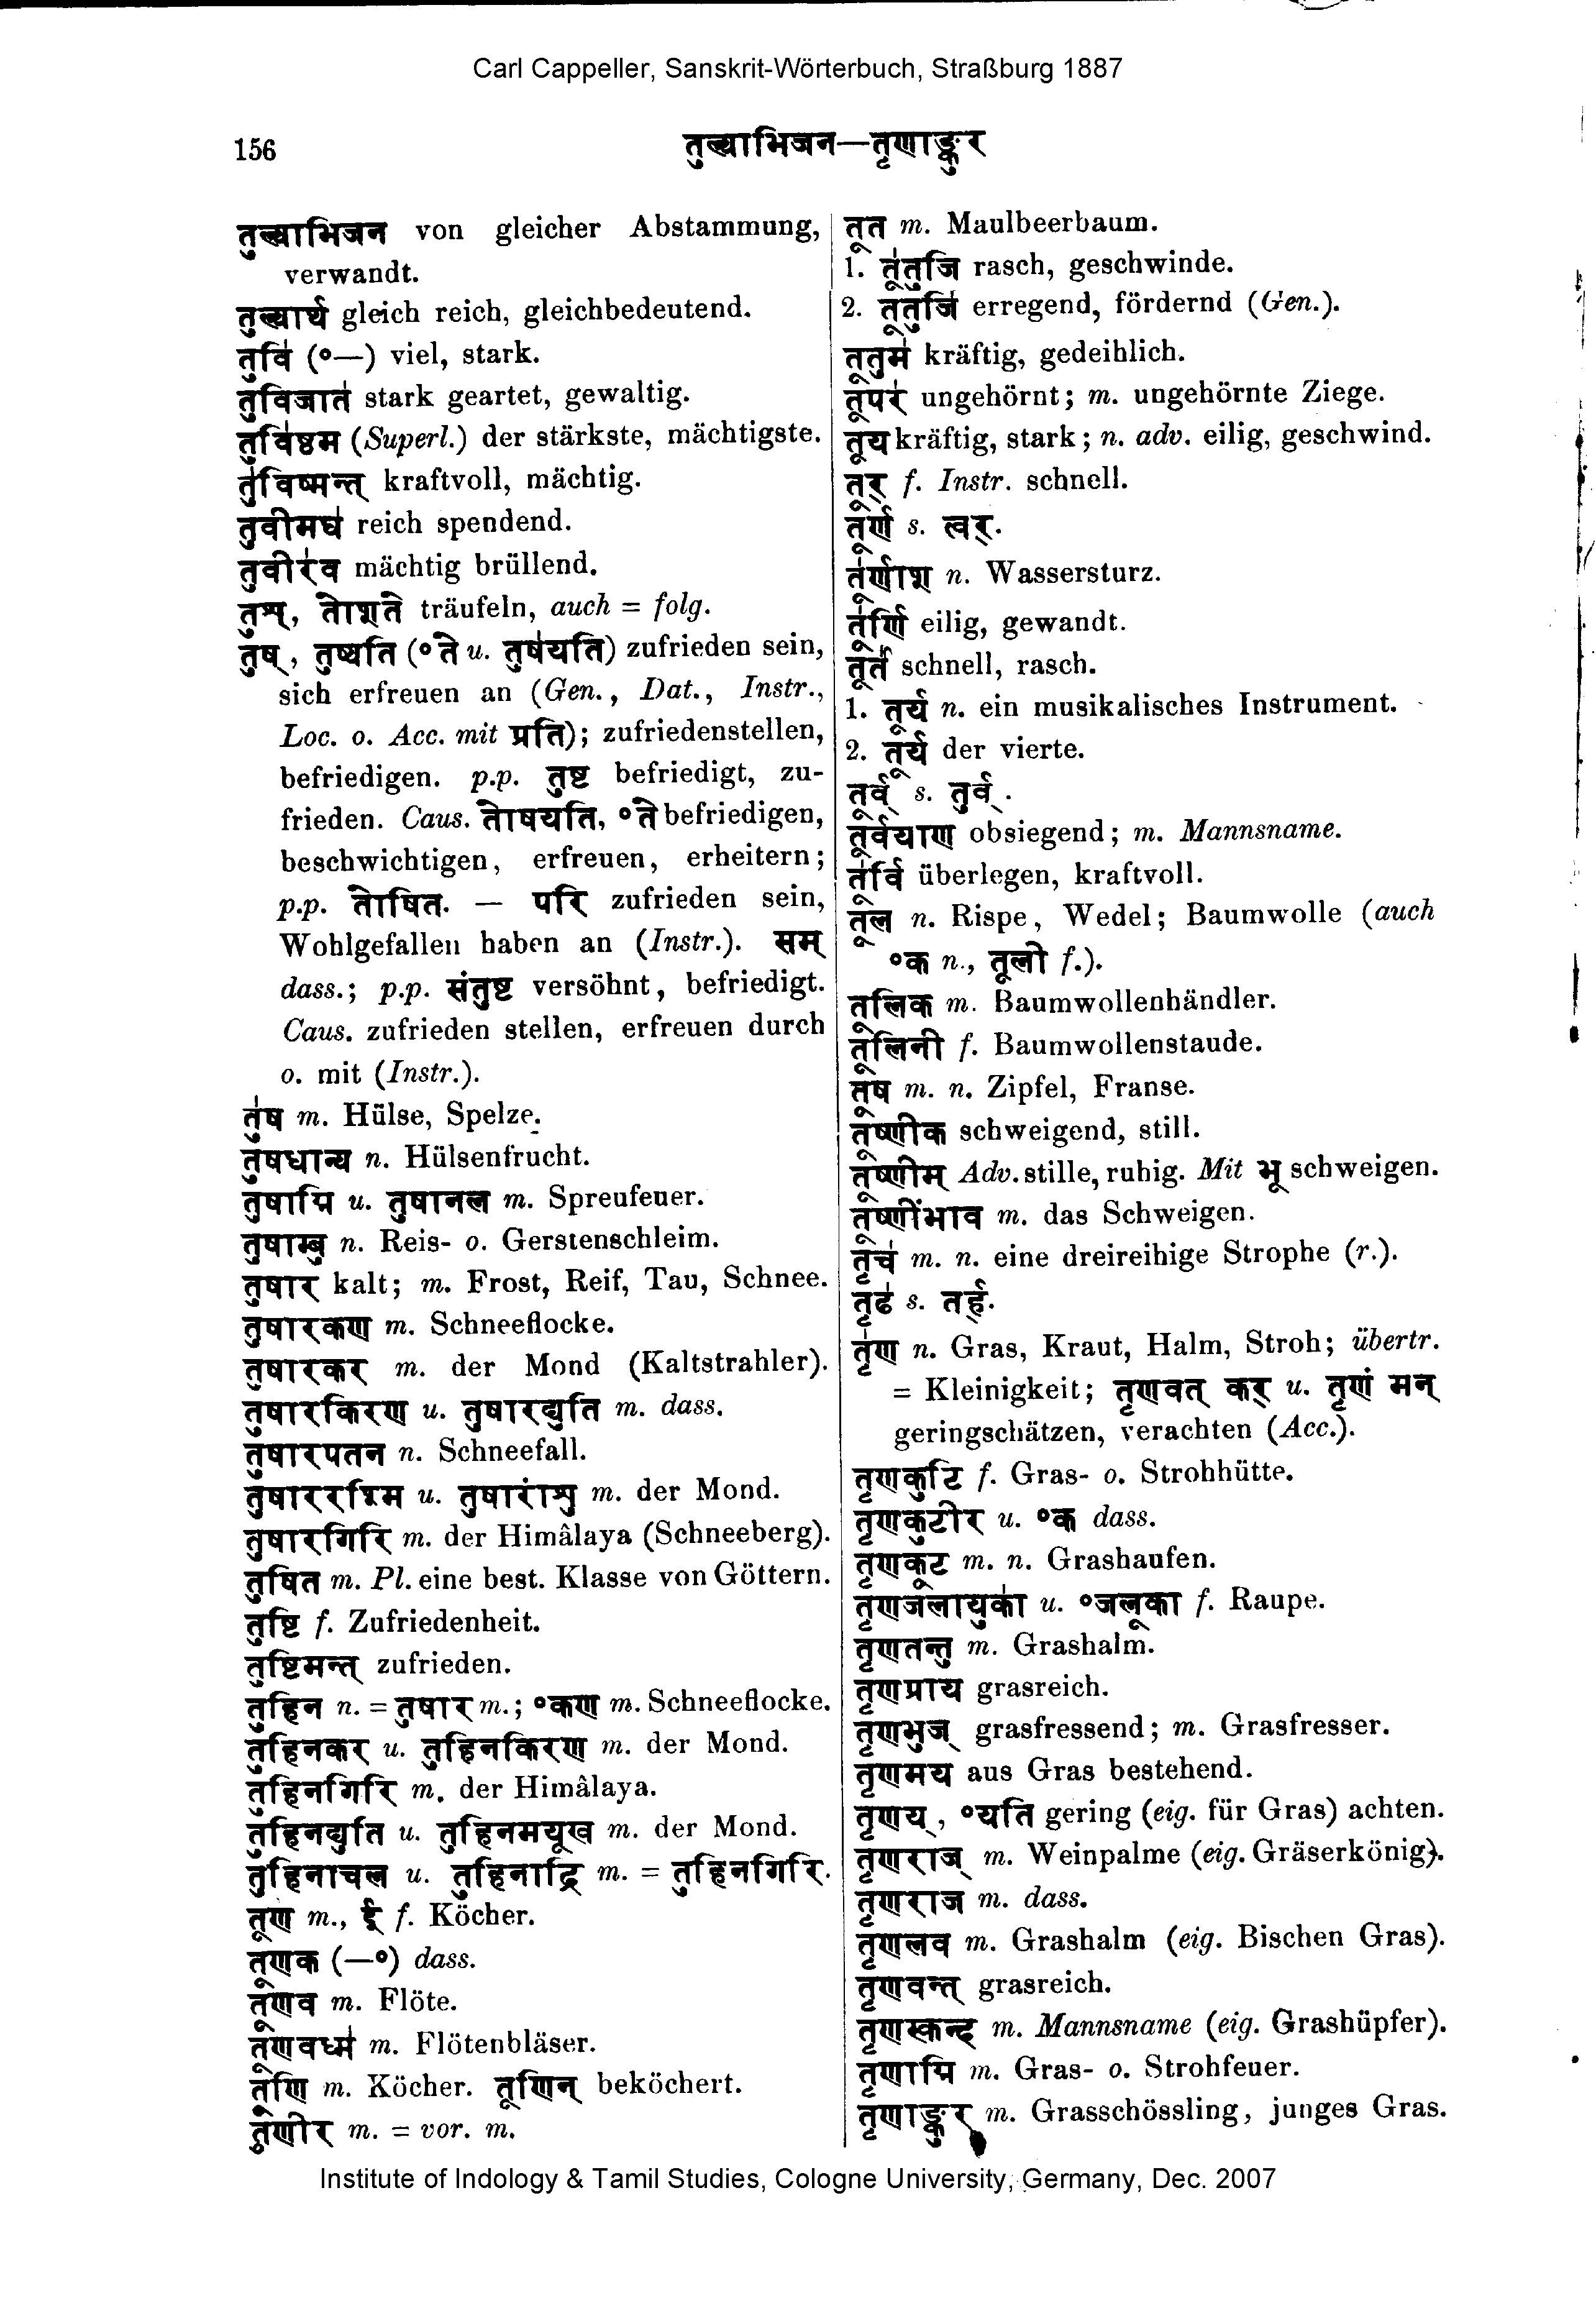 Carl Cappeller, Sanskrit-Wörterbuch, Straßburg 1887
156
तुल्याभिजन—तृणाङ्कुर
तुल्याभिजन von gleicher Abstammung,
verwandt.
तुल्यार्थ gleich reich, gleichbedeutend.
तुवि॑ (°—) viel, stark.
तुविजात॑ stark geartet, gewaltig.
तुवि॑ष्टम (Superl.) der stärkste, mächtigste.
तु॑विष्मन्त् kraftvoll, mächtig.
तुवीमघ॑ reich spendend.
तुवीर॑व mächtig brüllend.
तुश्, तोशते träufeln, auch = folg.
तुष्, तुष्यति (°ते u. तुष॑यति) zufrieden sein,
sich erfreuen an (Gen., Dat., Instr.,
Loc. o. Acc. mit प्रति); zufriedenstellen,
befriedigen. p.p. तुष्ट befriedigt, zu-
frieden. Caus. तोषयति, °ते befriedigen,
beschwichtigen, erfreuen, erheitern;
p.p. तोषित. — परि zufrieden sein,
Wohlgefallen haben an (Instr.). सम्
dass.; p.p. संतुष्ट versöhnt, befriedigt.
Caus. zufrieden stellen, erfreuen durch
o. mit (Instr.).
तु॑ष m. Hülse, Spelze.
तुषधान्य n. Hülsenfrucht.
तुषाग्नि u. तुषानल m. Spreufeuer.
तुषाम्बु n. Reis- o. Gerstenschleim.
तुषार kalt; m. Frost, Reif, Tau, Schnee.
तुषारकण m. Schneeflocke.
तुषारकर m. der Mond (Kaltstrahler).
तुषारकिरण u. तुषारद्युति m. dass.
तुषारपतन n. Schneefall.
तुषाररश्मि u. तुषारांशु m. der Mond.
तुषारगिरि m. der Himâlaya (Schneeberg).
तुषित m. Pl. eine best. Klasse von Göttern.
तुष्टि f. Zufriedenheit.
तुष्टिमन्त् zufrieden.
तुहिन n. = तुषार m.; °कण m. Schneeflocke.
तुहिनकर u. तुहिनकिरण m. der Mond.
तुहिनगिरि m. der Himâlaya.
तुहिनद्युति u. तुहिनमयूख m. der Mond.
तुहिनाचल u. तुहिनाद्रि m. = तुहिनगिरि.
तूण m., ई f. Köcher.
तूणक (—°) dass.
तू॑णव m. Flöte.
तूणवध्म॑ m. Flötenbläser.
तूणि m. Köcher. तूणिन् beköchert.
तूणीर m. = vor. m.
तूत m. Maulbeerbaum.
1. तू॑तुजि rasch, geschwinde.
2. तूतुजि॑ erregend, fördernd (Gen.).
तूतुम॑ kräftig, gedeihlich.
तूपर॑ ungehörnt; m. ungehörnte Ziege.
तूय kräftig, stark; n. adv. eilig, geschwind.
तूर् f. Instr. schnell.
तूर्ण s. त्वर्.
तू॑र्णाश n. Wassersturz.
तू॑र्णि eilig, gewandt.
तूर्त॑ schnell, rasch.
1. तूर्य n. ein musikalisches Instrument.
2. तूर्य der vierte.
तूर्व् s. तुर्व्.
तूर्वयाण obsiegend; m. Mannsname.
तू॑र्वि überlegen, kraftvoll.
तूल n. Rispe, Wedel; Baumwolle (auch
°क n., तूली f.).
तूलिक m. Baumwollenhändler.
तूलिनी f. Baumwollenstaude.
तूष m. n. Zipfel, Franse.
तूष्णीक schweigend, still.
तूष्णीम् Adv. stille, ruhig. Mit भू schweigen.
तूष्णींभाव m. das Schweigen.
तृच॑ m. n. eine dreireihige Strophe (r.).
तृढ॑ s. तर्ह्.
तृ॑ण n. Gras, Kraut, Halm, Stroh; übertr.
= Kleinigkeit; तृणवत् कर् u. तृणं मन्
geringschätzen, verachten (Acc.).
तृणकुटि f. Gras- o. Strohhütte.
तृणकुटीर u. °क dass.
तृणकूट m. n. Grashaufen.
तृणजलायुका॑ u. °जलूका f. Raupe.
तृणतन्तु m. Grashalm.
तृणप्राय grasreich.
तृणभुज् grasfressend; m. Grasfresser.
तृणमय aus Gras bestehend.
तृणय्, °यति gering (eig. für Gras) achten.
तृणराज् m. Weinpalme (eig. Gräserkönig).
तृणराज m. dass.
तृणलव m. Grashalm (eig. Bischen Gras).
तृणवन्त् grasreich.
तृणस्कन्द m. Mannsname (eig. Grashüpfer).
तृणाग्नि m. Gras- o. Strohfeuer.
तृणाङ्कुर m. Grasschössling, junges Gras.
Institute of Indology & Tamil Studies, Cologne University, Germany, Dec. 2007